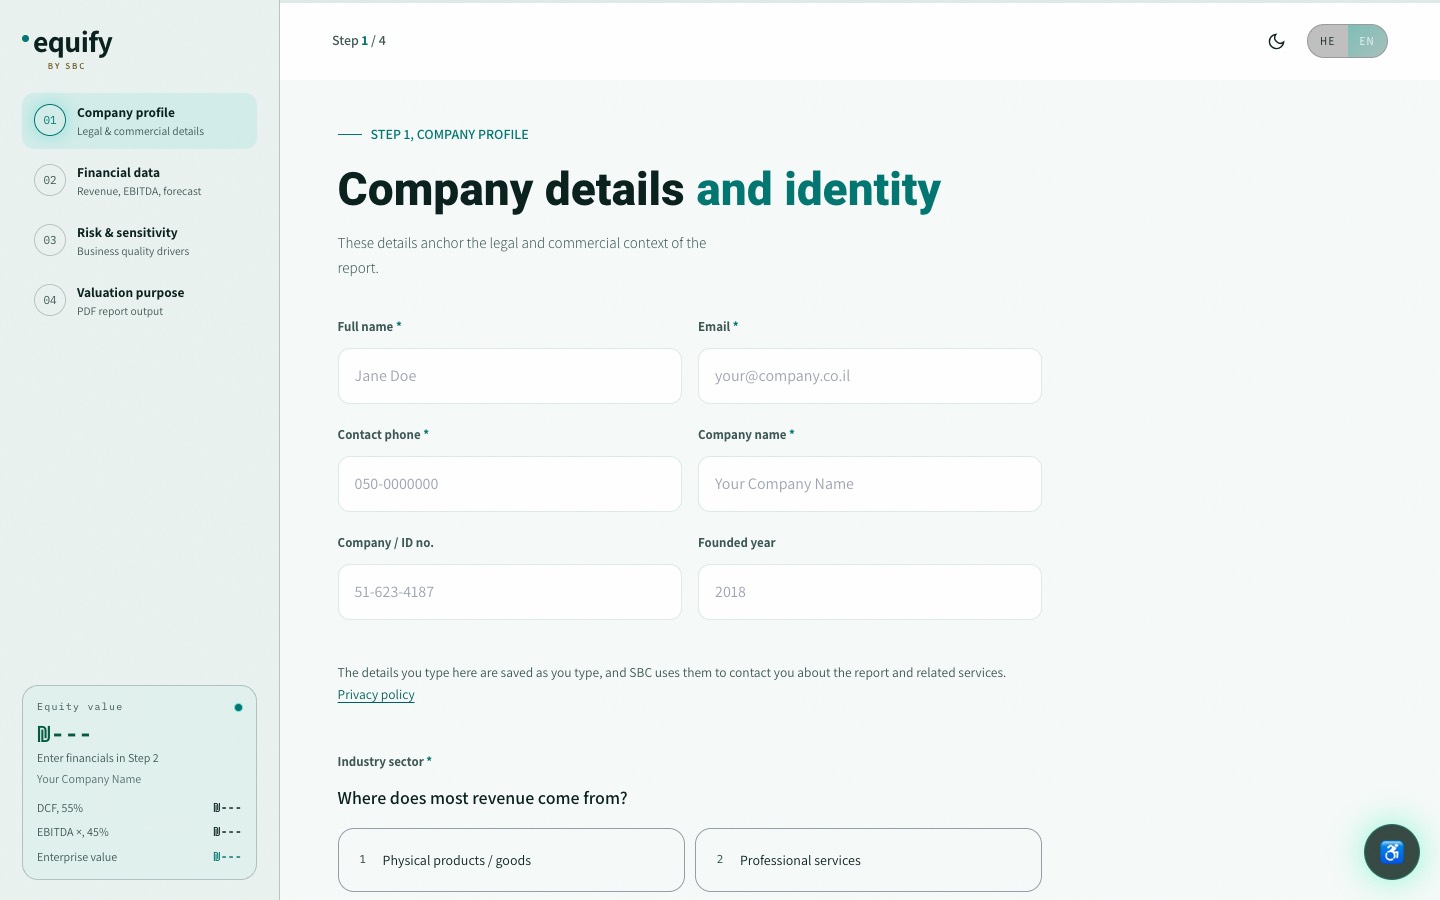 equify
BY SBC
01
Company profile
Legal & commercial details
02
Financial data
Revenue, EBITDA, forecast
03
Risk & sensitivity
Business quality drivers
04
Valuation purpose
PDF report output
Equity value
₪---
Enter financials in Step 2
Your Company Name
DCF, 55% ₪---
EBITDA ×, 45% ₪---
Enterprise value ₪---
Step 1 / 4
HE EN
STEP 1, COMPANY PROFILE
Company details and identity
These details anchor the legal and commercial context of the
report.
Full name * Email *
Jane Doe your@company.co.il
Contact phone * Company name *
050-0000000 Your Company Name
Company / ID no. Founded year
51-623-4187 2018
The details you type here are saved as you type, and SBC uses them to contact you about the report and related services.
Privacy policy
Industry sector *
Where does most revenue come from?
1 Physical products / goods 2 Professional services